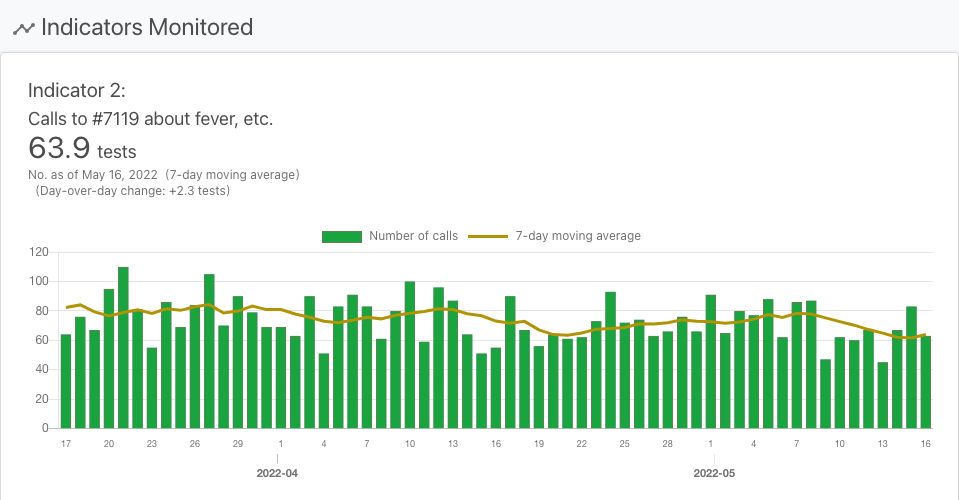 Indicators Monitored
Indicator 2:
Calls to #7119 about fever, etc.
63.9 tests
No. as of May 16, 2022 (7-day moving average)
(Day-over-day change: +2.3 tests)
Number of calls 7-day moving average
120
100
80
60
40
20
0
17 20 23 26 29 1 4 7 10 13 16 19 22 25 28 1 4 7 10 13 16
2022-04 2022-05